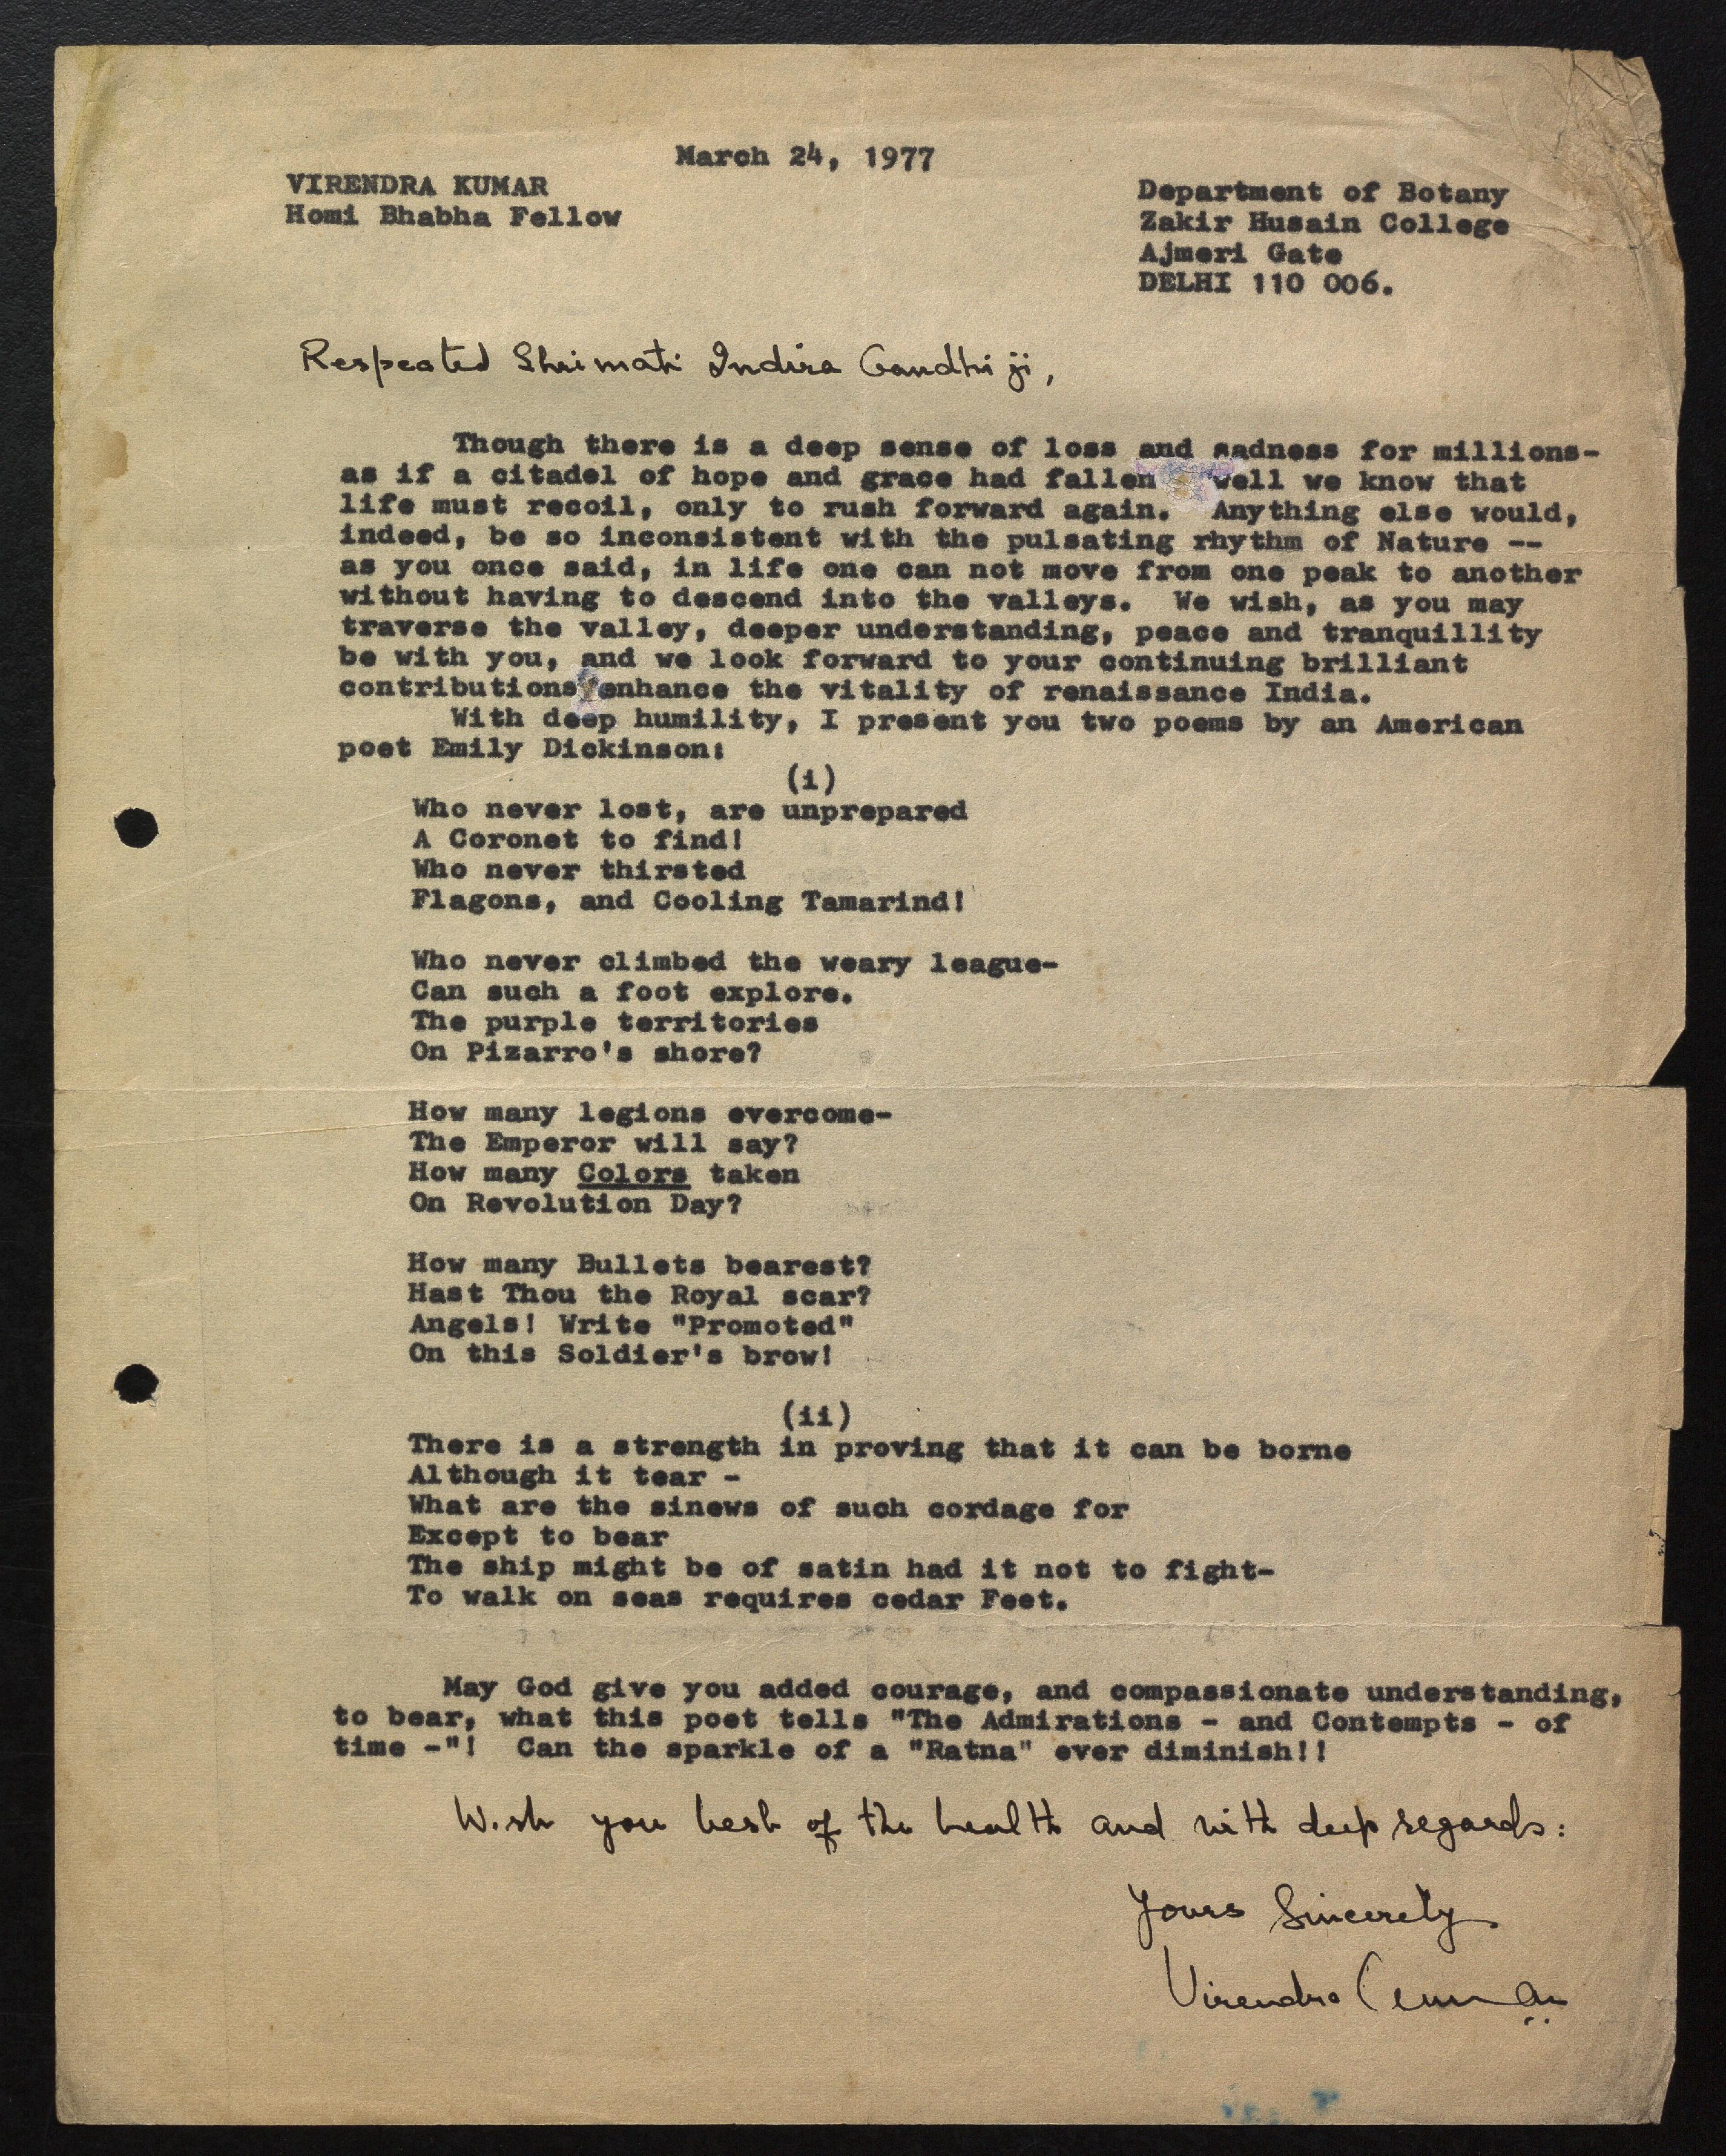 March 24, 1977
VIRENDRA KUMAR
Homi Bhabha Fellow
Department of Botany
Zakir Husain College
Ajmeri Gate
DELHI 110 006.
Respected Shrimati Indira Gandhi ji,
Though there is a deep sense of loss and sadness for millions-
as if a citadel of hope and grace had fallen well we know that
life must recoil, only to rush forward again. Anything else would,
indeed, be so inconsistent with the pulsating rhythm of Nature --
as you once said, in life one can not move from one peak to another
without having to descend into the valleys. We wish, as you may
traverse the valley, deeper understanding, peace and tranquillity
be with you, and we look forward to your continuing brilliant
contributions enhance the vitality of renaissance India.
With deep humility, I present you two poems by an American
poet Emily Dickinson:
(i)
Who never lost, are unprepared
A Coronet to find!
Who never thirsted
Flagons, and Cooling Tamarind!
Who never climbed the weary league-
Can such a foot explore.
The purple territories
On Pizarro's shore?
How many legions overcome-
The Emperor will say?
How many Colors taken
On Revolution Day?
How many Bullets bearest?
Hast Thou the Royal scar?
Angels! Write "Promoted"
On this Soldier's brow!
(ii)
There is a strength in proving that it can be borne
Although it tear -
What are the sinews of such cordage for
Except to bear
The ship might be of satin had it not to fight-
To walk on seas requires cedar Feet.
May God give you added courage, and compassionate understanding,
to bear, what this poet tells "The Admirations - and Contempts - of
time -"! Can the sparkle of a "Ratna" ever diminish!!
Wish you best of the health and with deep regards:
Yours Sincerely
Virendra Kumar